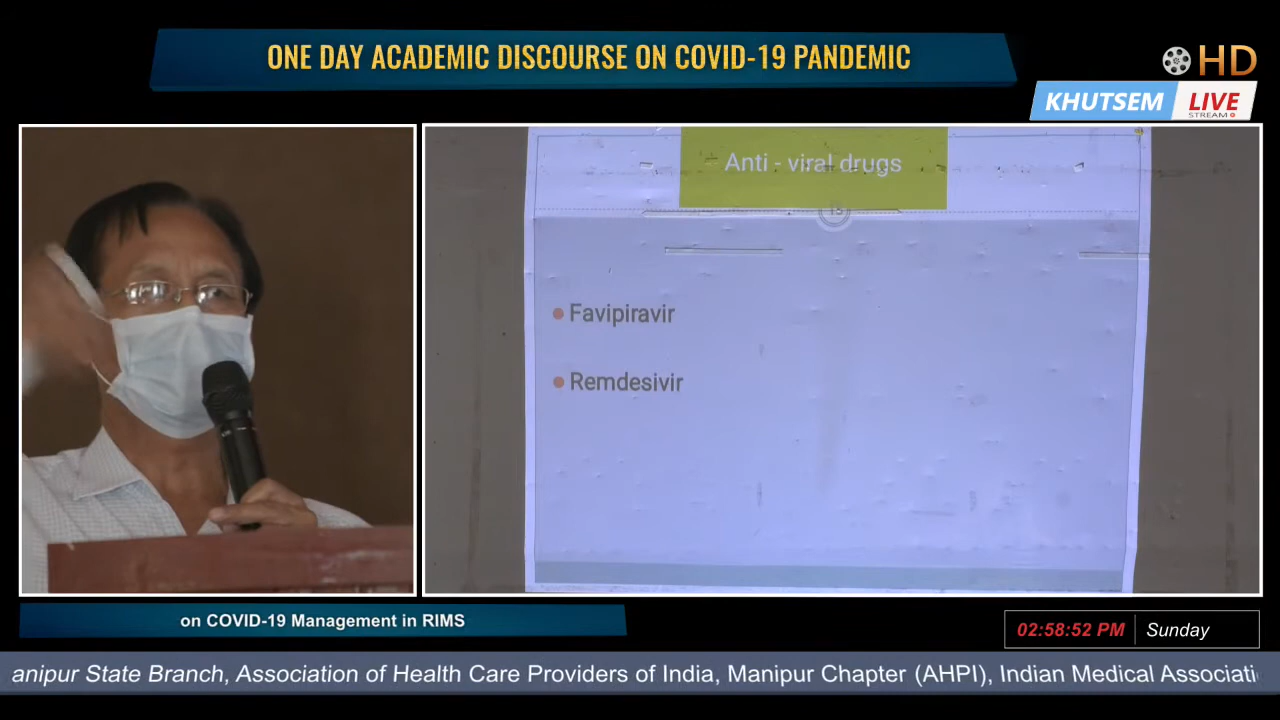 ONE DAY ACADEMIC DISCOURSE ON COVID-19 PANDEMIC
HD
KHUTSEM LIVE
STREAM
Anti - viral drugs
13
Favipiravir
Remdesivir
on COVID-19 Management in RIMS
02:58:52 PM Sunday
anipur State Branch, Association of Health Care Providers of India, Manipur Chapter (AHPI), Indian Medical Associati